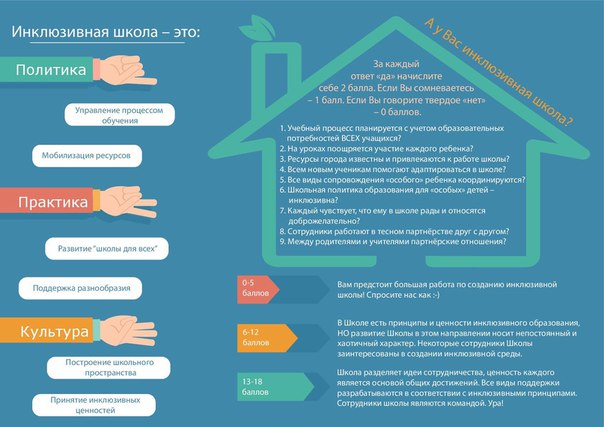 Инклюзивная школа – это:
Политика
Управление процессом
обучения
Мобилизация ресурсов
Практика
Развитие "школы для всех"
Поддержка разнообразия
Культура
Построение школьного
пространства
Принятие инклюзивных
ценностей
А у Вас инклюзивная школа?
За каждый
ответ «да» начислите
себе 2 балла. Если Вы сомневаетесь
– 1 балл. Если Вы говорите твердое «нет»
– 0 баллов.
1. Учебный процесс планируется с учетом образовательных
потребностей ВСЕХ учащихся?
2. На уроках поощряется участие каждого ребенка?
3. Ресурсы города известны и привлекаются к работе школы?
4. Всем новым ученикам помогают адаптироваться в школе?
5. Все виды сопровождения «особого» ребенка координируются?
6. Школьная политика образования для «особых» детей –
инклюзивна?
7. Каждый чувствует, что ему в школе рады и относятся
доброжелательно?
8. Сотрудники работают в тесном партнёрстве друг с другом?
9. Между родителями и учителями партнёрские отношения?
0-5
баллов
Вам предстоит большая работа по созданию инклюзивной
школы! Спросите нас как :-)
6-12
баллов
В Школе есть принципы и ценности инклюзивного образования,
НО развитие Школы в этом направлении носит непостоянный и
хаотичный характер. Некоторые сотрудники Школы
заинтересованы в создании инклюзивной среды.
13-18
баллов
Школа разделяет идеи сотрудничества, ценность каждого
является основой общих достижений. Все виды поддержки
разрабатываются в соответствии с инклюзивными принципами.
Сотрудники школы являются командой. Ура!